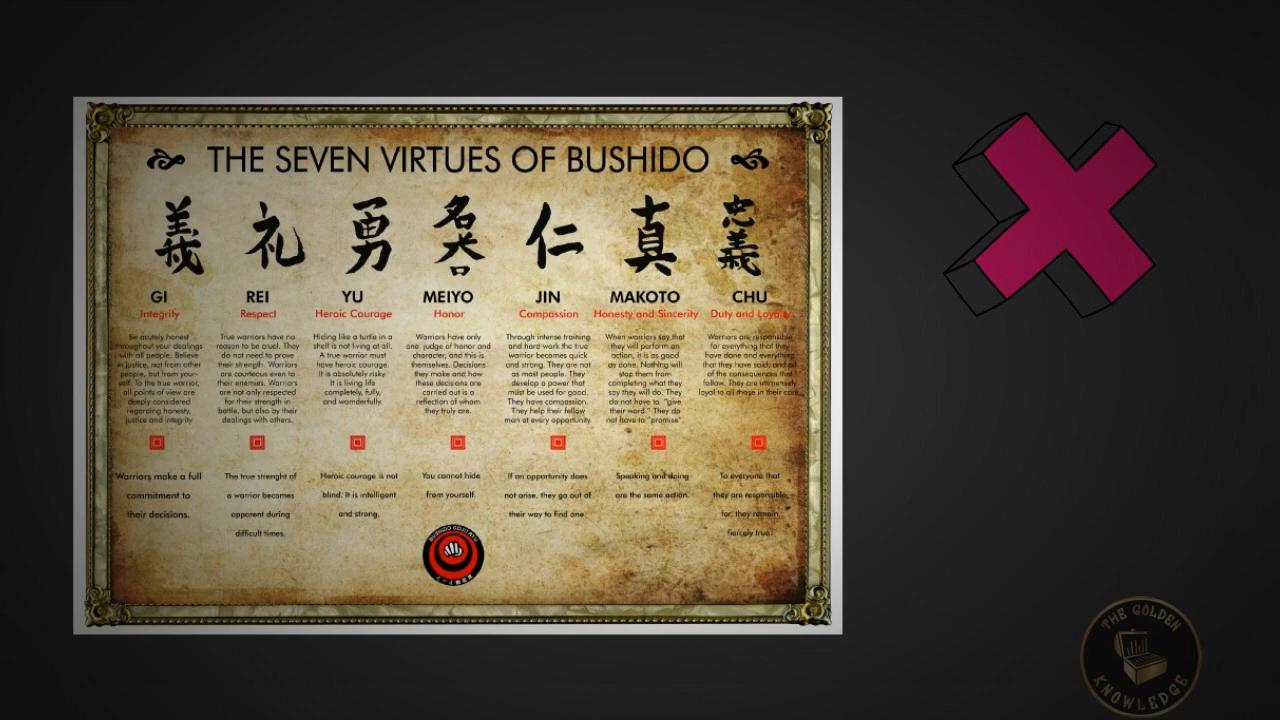 THE SEVEN VIRTUES OF BUSHIDO
義
GI
Integrity
Be acutely honest
throughout your dealings
with all people. Believe
in justice, not from other
people, but from your-
self. To the true warrior,
all points of view are
deeply considered
regarding honesty,
justice and integrity
Warriors make a full
commitment to
their decisions.
礼
REI
Respect
True warriors have no
reason to be cruel. They
do not need to prove
their strength. Warriors
are courteous even to
their enemies. Warriors
are not only respected
for their strength in
battle, but also by their
dealings with others.
The true strenght of
a warrior becomes
apparent during
difficult times.
勇
YU
Heroic Courage
Hiding like a turtle in a
shell is not living at all.
A true warrior must
have heroic courage.
It is absolutely risky.
It is living life
completely, fully,
and wonderfully.
Heroic courage is not
blind. It is intelligent
and strong.
名誉
MEIYO
Honor
Warriors have only
one judge of honor and
character, and this is
themselves. Decisions
they make and how
these decisions are
carried out is a
reflection of whom
they truly are.
You cannot hide
from yourself.
仁
JIN
Compassion
Through intense training
and hard work the true
warrior becomes quick
and strong. They are not
as most people. They
develop a power that
must be used for good.
They have compassion.
They help their fellow
man at every opportunity.
If an opportunity does
not arise, they go out of
their way to find one.
真
MAKOTO
Honesty and Sincerity
When warriors say that
they will perform an
action, it is as good
as done. Nothing will
stop them from
completing what they
say they will do. They
do not have to "give
their word." They do
not have to "promise".
Speaking and doing
are the same action.
忠義
CHU
Duty and Loyalty
Warriors are responsible
for everything that they
have done and everything
that they have said, and all
of the consequences that
follow. They are immensely
loyal to all those in their care.
To everyone that
they are responsible
for, they remain
fiercely true.
BUSHIDO
THE GOLDEN
KNOWLEDGE